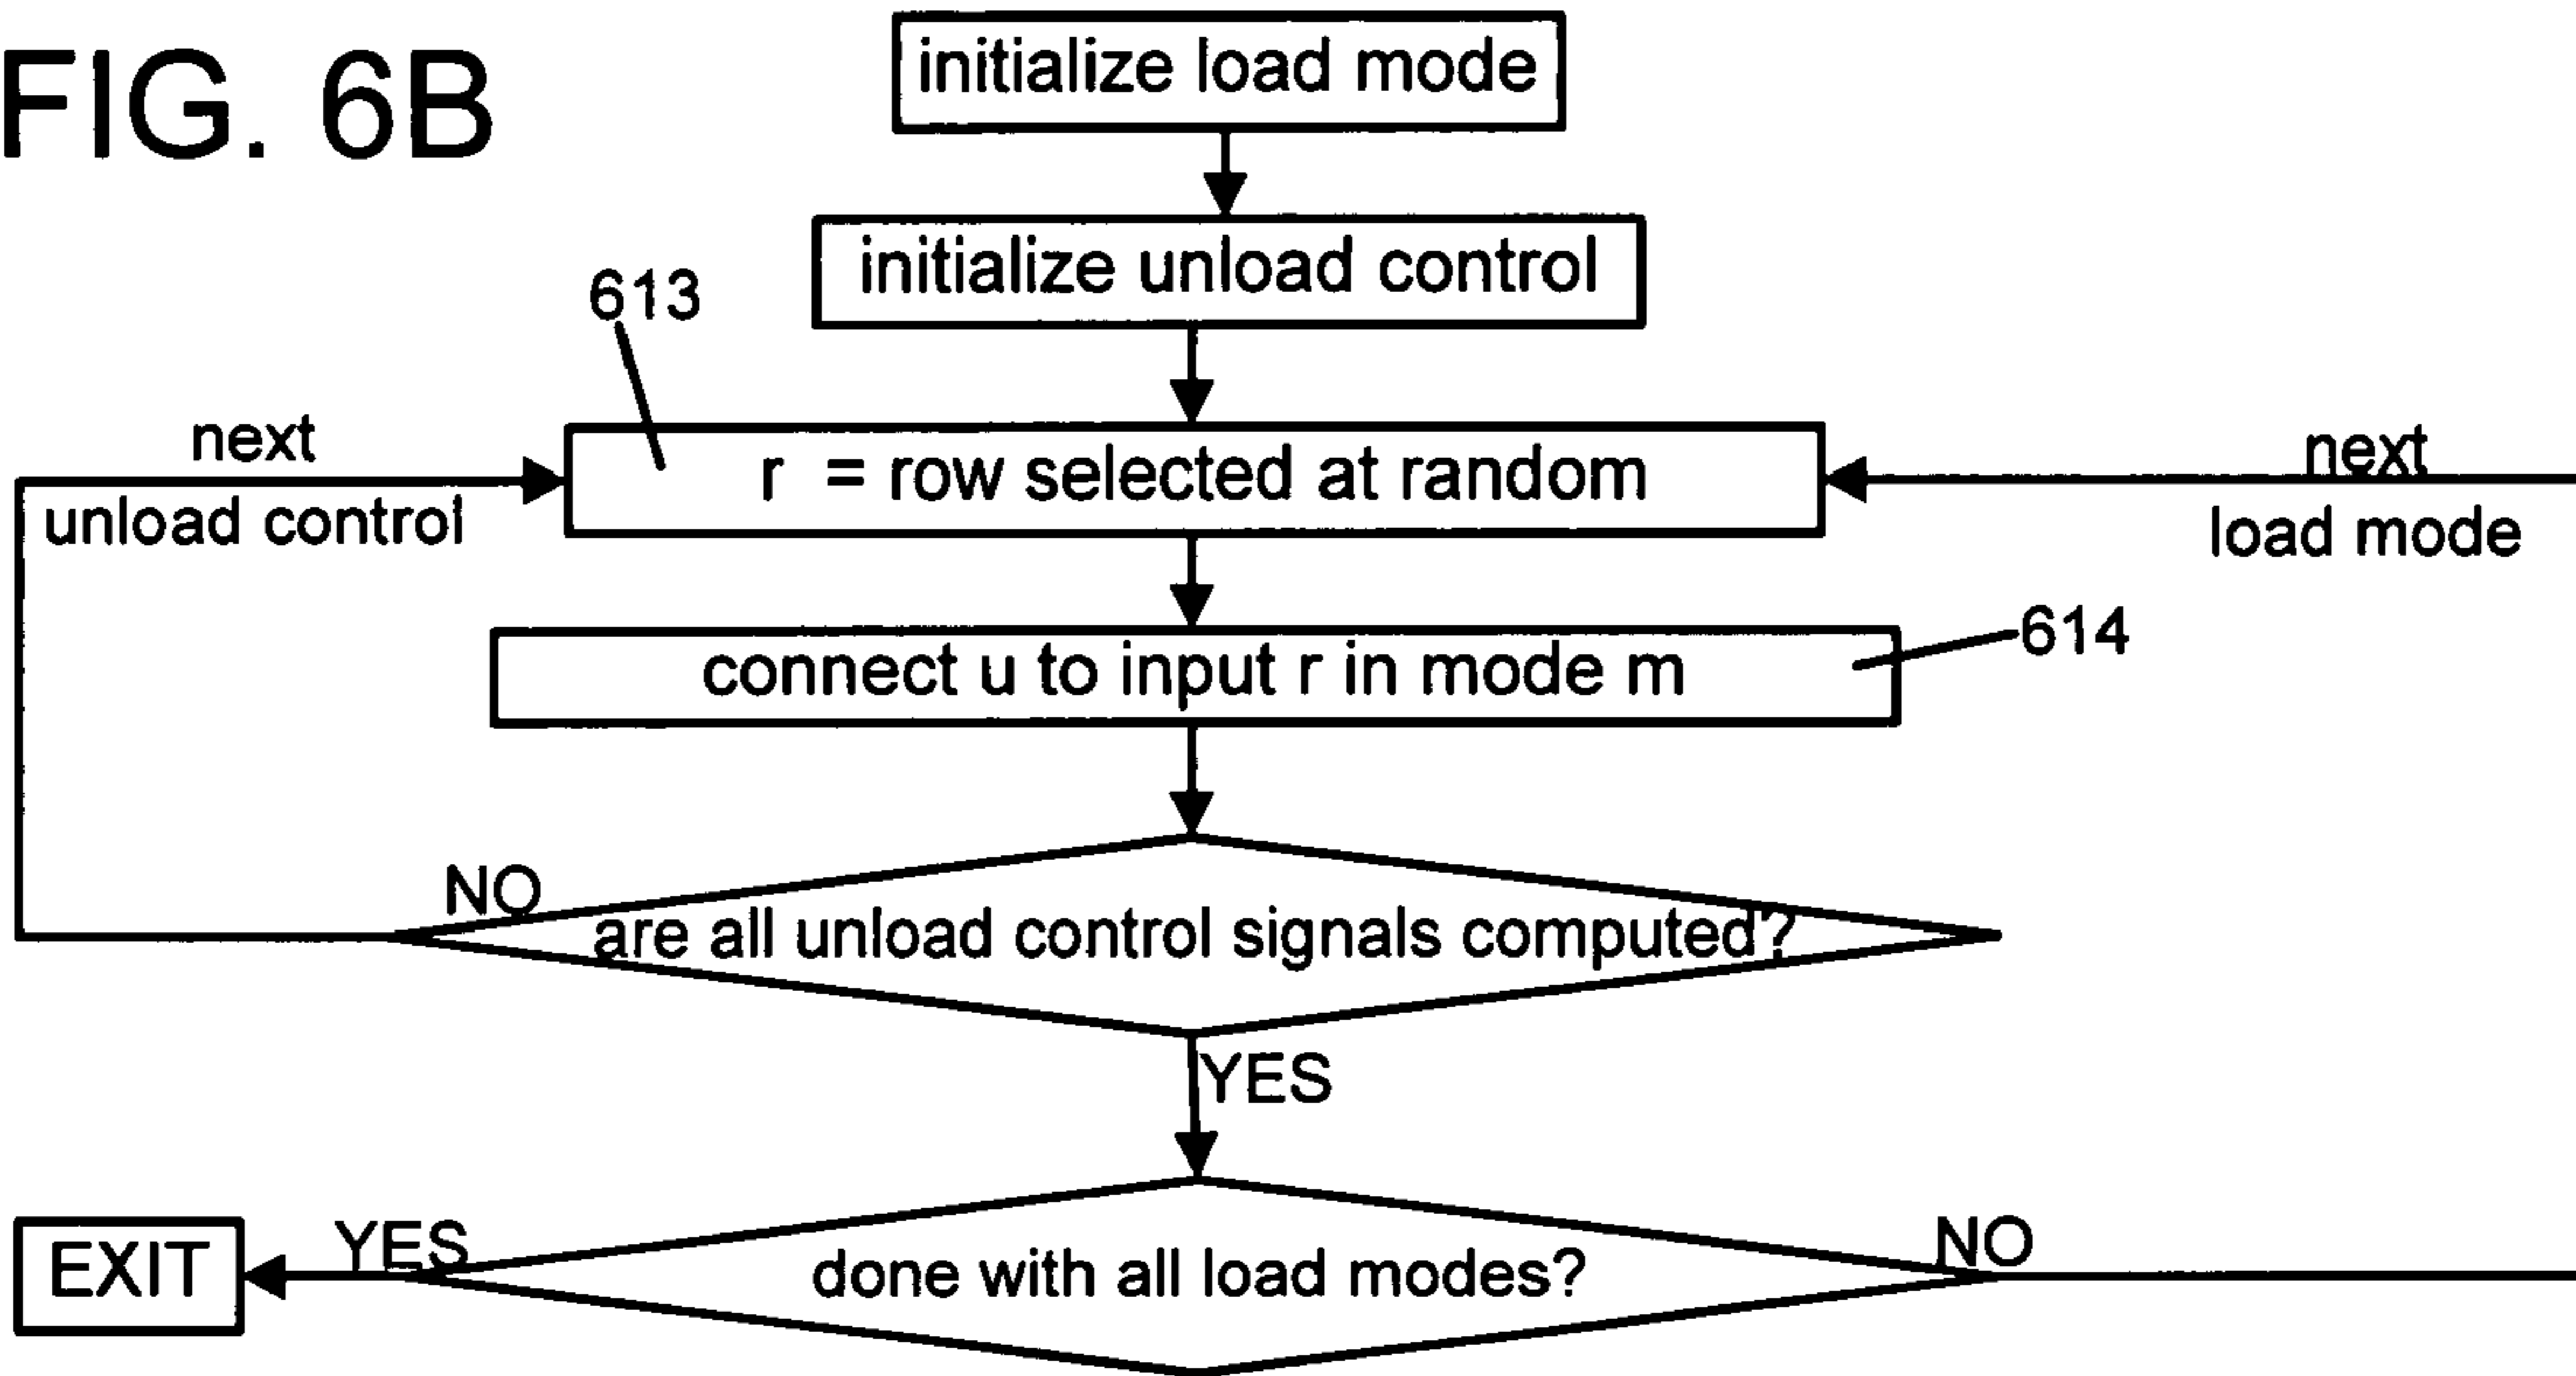 FIG. 6B
initialize load mode
initialize unload control
613
next
unload control
r = row selected at random
next
load mode
connect u to input r in mode m
614
NO
are all unload control signals computed?
YES
EXIT
YES
done with all load modes?
NO